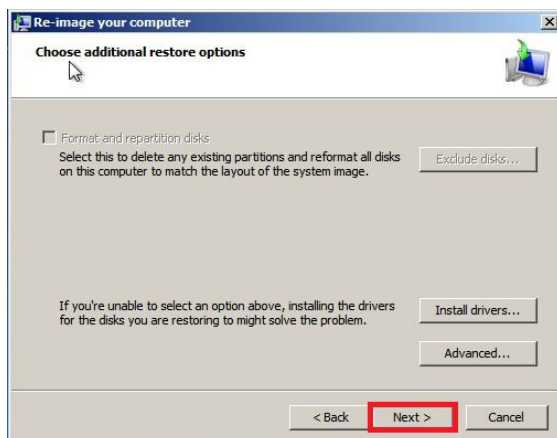 Re-image your computer
Choose additional restore options
Format and repartition disks
Select this to delete any existing partitions and reformat all disks
on this computer to match the layout of the system image.
Exclude disks...
If you're unable to select an option above, installing the drivers
for the disks you are restoring to might solve the problem.
Install drivers...
Advanced...
< Back
Next >
Cancel